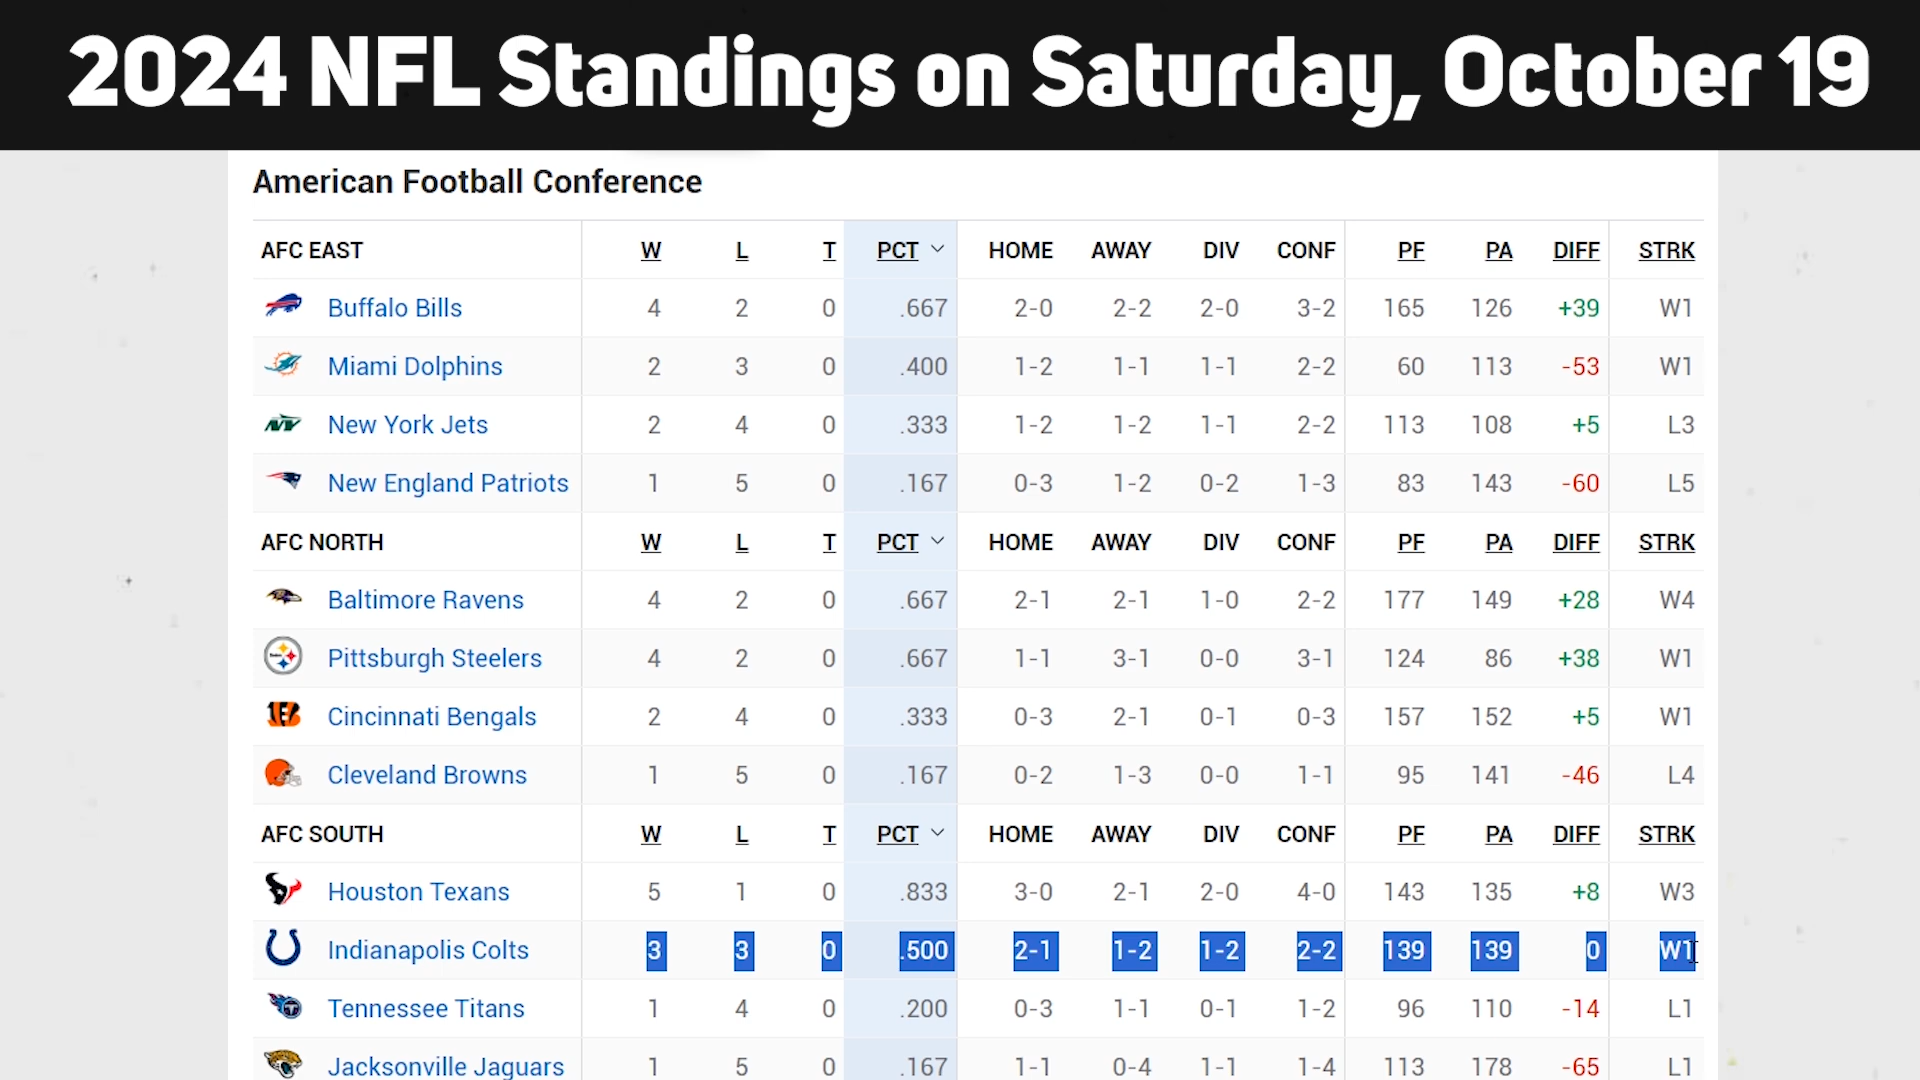 2024 NFL Standings on Saturday, October 19
American Football Conference
AFC EAST W L T PCT HOME AWAY DIV CONF PF PA DIFF STRK
Buffalo Bills 4 2 0 .667 2-0 2-2 2-0 3-2 165 126 +39 W1
Miami Dolphins 2 3 0 .400 1-2 1-1 1-1 2-2 60 113 -53 W1
New York Jets 2 4 0 .333 1-2 1-2 1-1 2-2 113 108 +5 L3
New England Patriots 1 5 0 .167 0-3 1-2 0-2 1-3 83 143 -60 L5
AFC NORTH W L T PCT HOME AWAY DIV CONF PF PA DIFF STRK
Baltimore Ravens 4 2 0 .667 2-1 2-1 1-0 2-2 177 149 +28 W4
Pittsburgh Steelers 4 2 0 .667 1-1 3-1 0-0 3-1 124 86 +38 W1
Cincinnati Bengals 2 4 0 .333 0-3 2-1 0-1 0-3 157 152 +5 W1
Cleveland Browns 1 5 0 .167 0-2 1-3 0-0 1-1 95 141 -46 L4
AFC SOUTH W L T PCT HOME AWAY DIV CONF PF PA DIFF STRK
Houston Texans 5 1 0 .833 3-0 2-1 2-0 4-0 143 135 +8 W3
Indianapolis Colts 3 3 0 .500 2-1 1-2 1-2 2-2 139 139 0 W1
Tennessee Titans 1 4 0 .200 0-3 1-1 0-1 1-2 96 110 -14 L1
Jacksonville Jaguars 1 5 0 .167 1-1 0-4 1-1 1-4 113 178 -65 L1